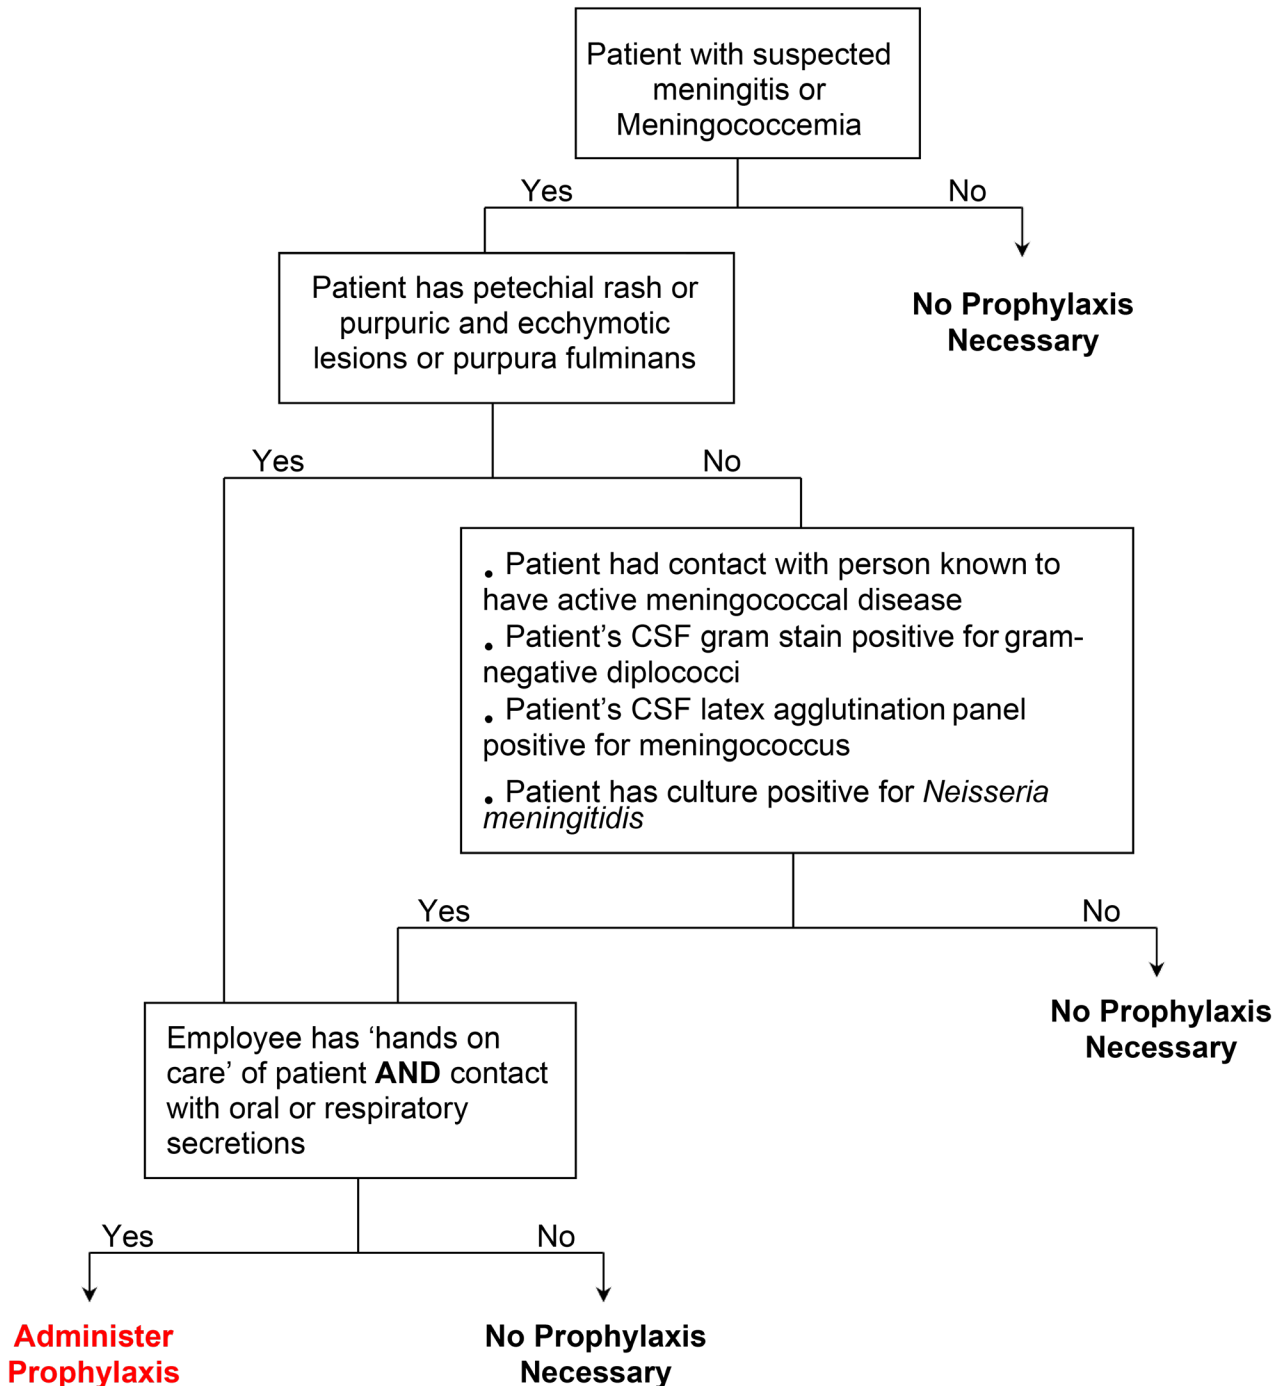 Patient with suspected
meningitis or
Meningococcemia
Yes
No
No Prophylaxis
Necessary
Patient has petechial rash or
purpuric and ecchymotic
lesions or purpura fulminans
Yes
No
. Patient had contact with person known to
have active meningococcal disease
. Patient’s CSF gram stain positive for gram-
negative diplococci
. Patient’s CSF latex agglutination panel
positive for meningococcus
. Patient has culture positive for Neisseria
meningitidis
Yes
No
No Prophylaxis
Necessary
Employee has ‘hands on
care’ of patient AND contact
with oral or respiratory
secretions
Yes
No
Administer
Prophylaxis
No Prophylaxis
Necessary